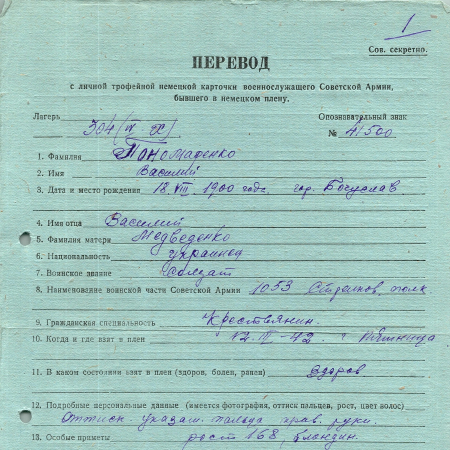 1
Сов. секретно.
ПЕРЕВОД
с личной трофейной немецкой карточки военнослужащего Советской Армии,
бывшего в немецком плену.
Лагерь Опознавательный знак
304 (IV № 41500
1. Фамилия Пономаренко
2. Имя Василий
3. Дата и место рождения 18. VIII 1900 года. гор. Богуслав
4. Имя отца Василий
5. Фамилия матери Медведенко
6. Национальность украинец
7. Воинское звание солдат
8. Наименование воинской части Советской Армии 1053 Стрелков. полк
9. Гражданская специальность Крестьянин.
10. Когда и где взят в плен 42
11. В каком состоянии взят в плен (здоров, болен, ранен) Здоров
12. Подробные персональные данные (имеется фотография, оттиск пальцев, рост, цвет волос)
Оттиск указат. пальца прав. руки.
13. Особые приметы рост 168, блондин.